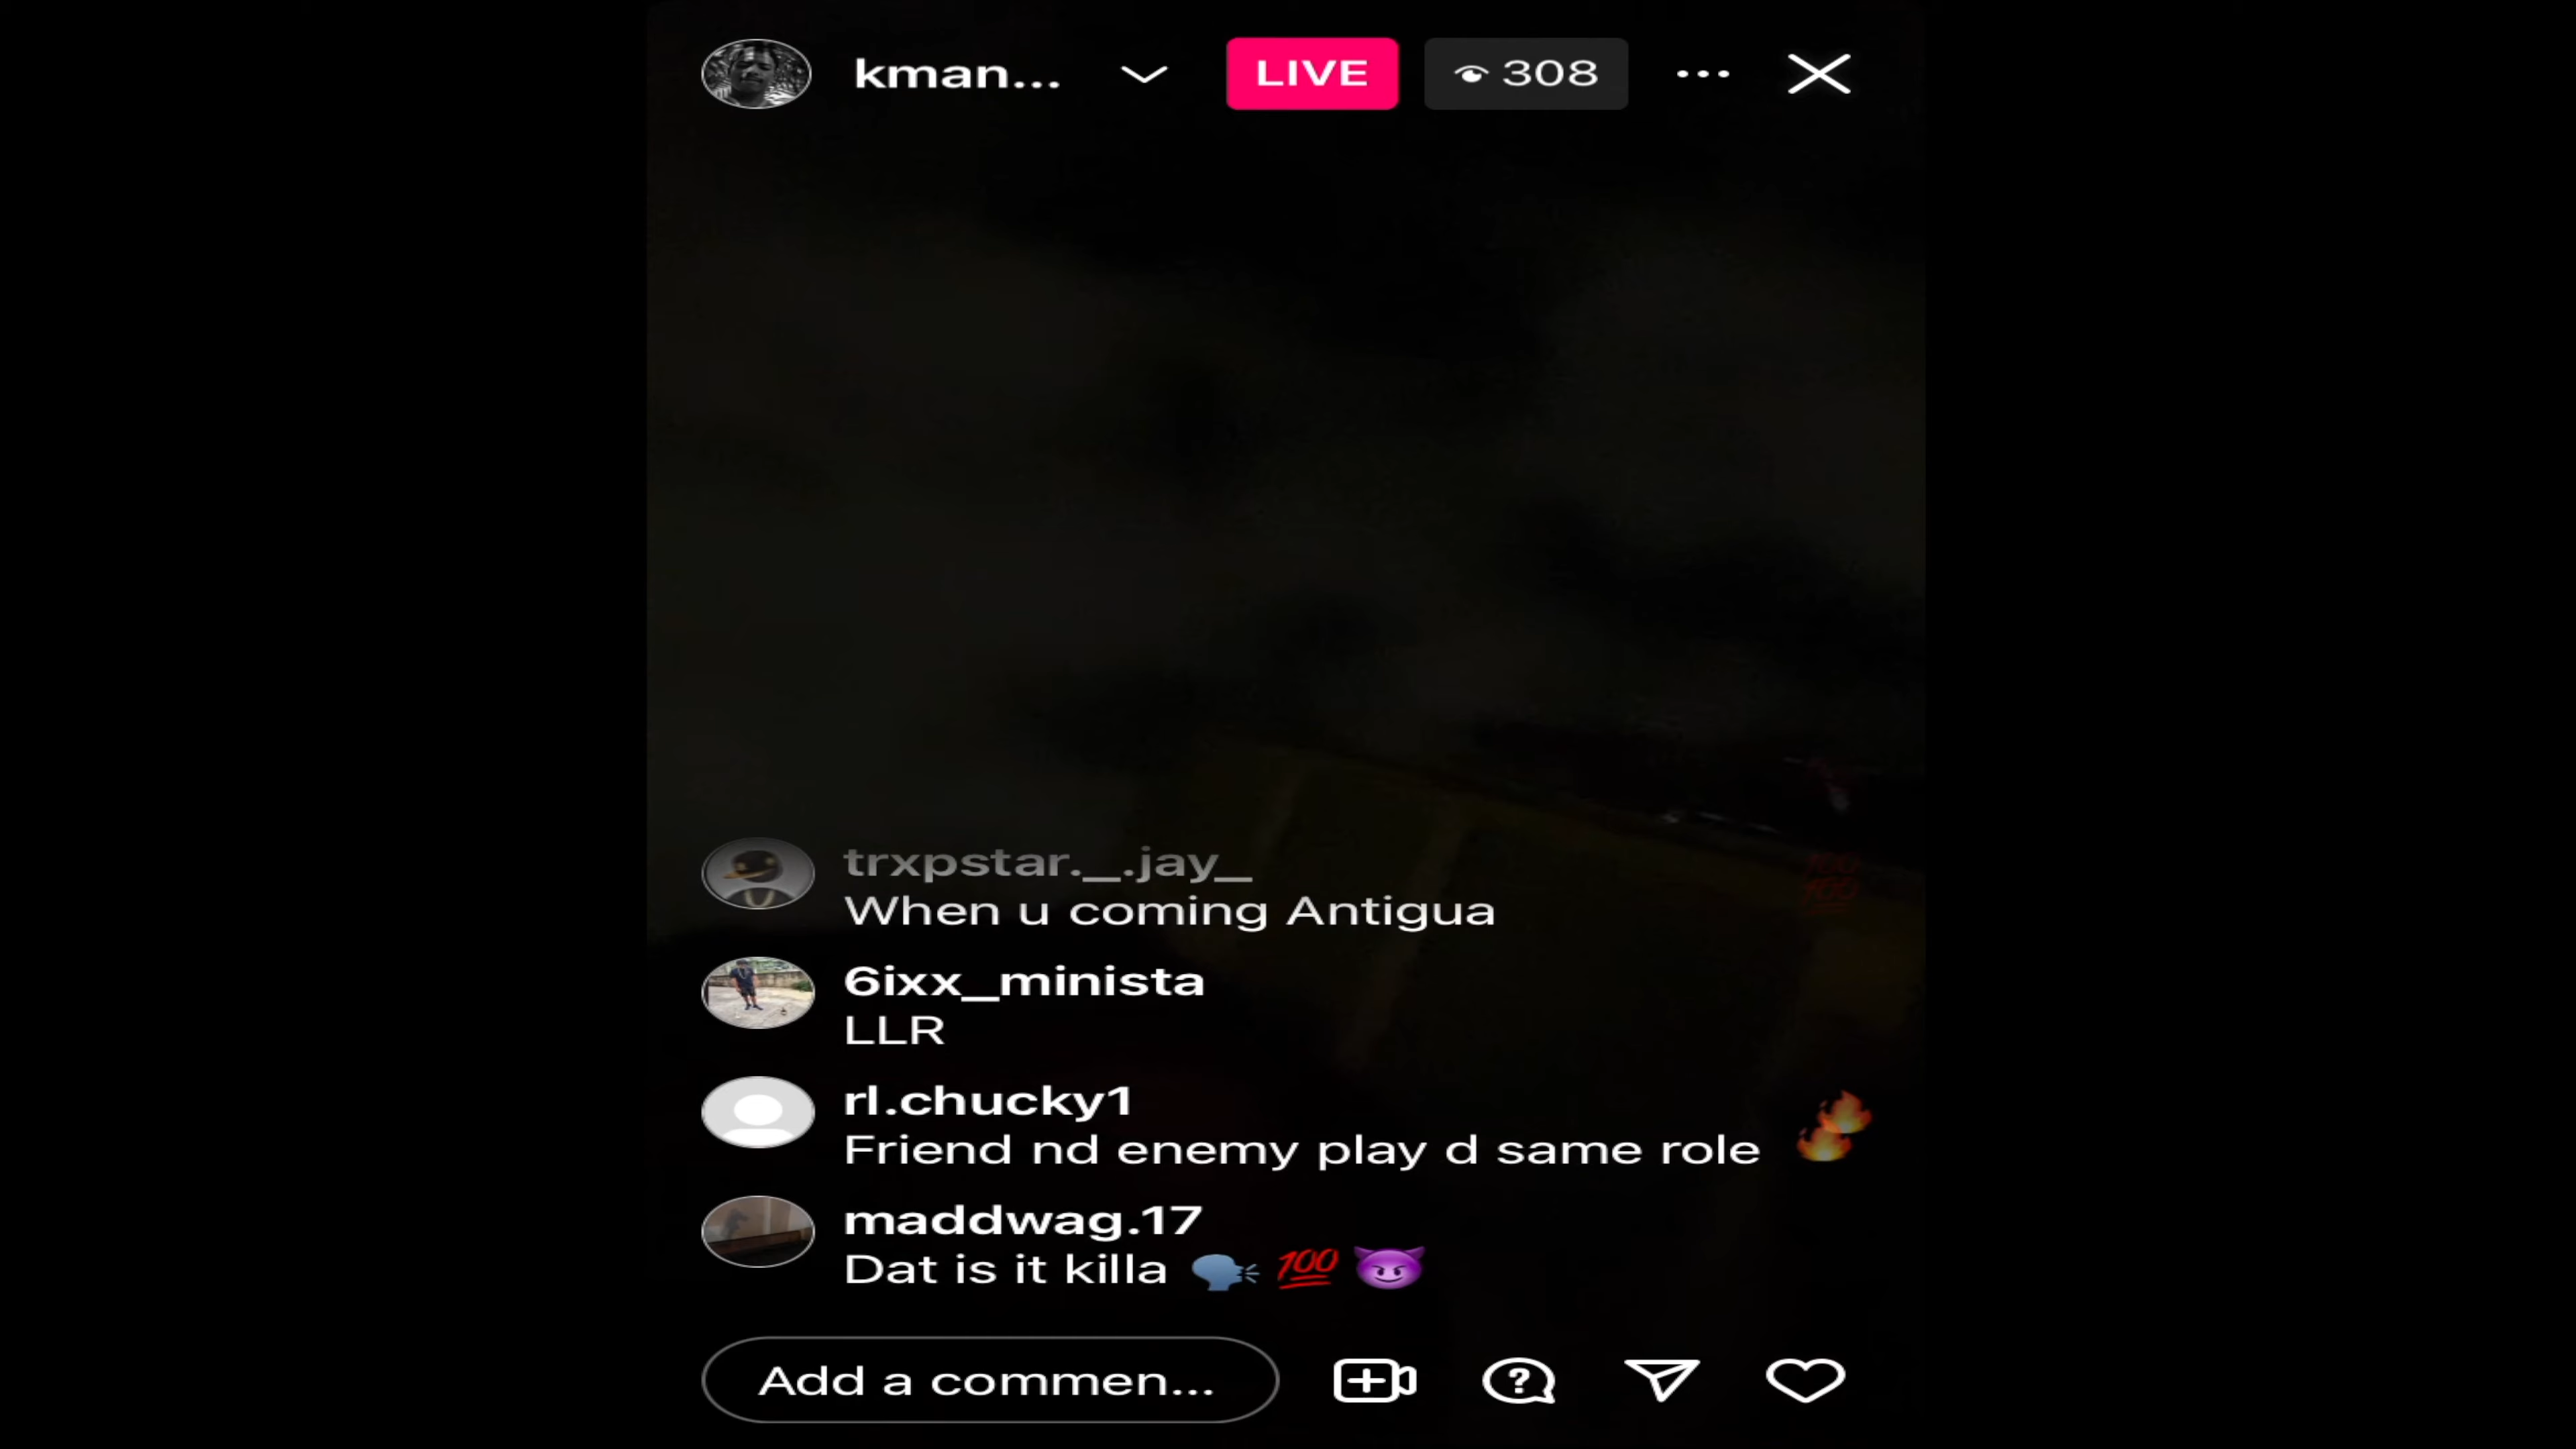 kman...
LIVE
308
trxpstar._.jay_
When u coming Antigua
6ixx_minista
LLR
rl.chucky1
Friend nd enemy play d same role
maddwag.17
Dat is it killa 🗣️ 💯 😈
Add a commen...